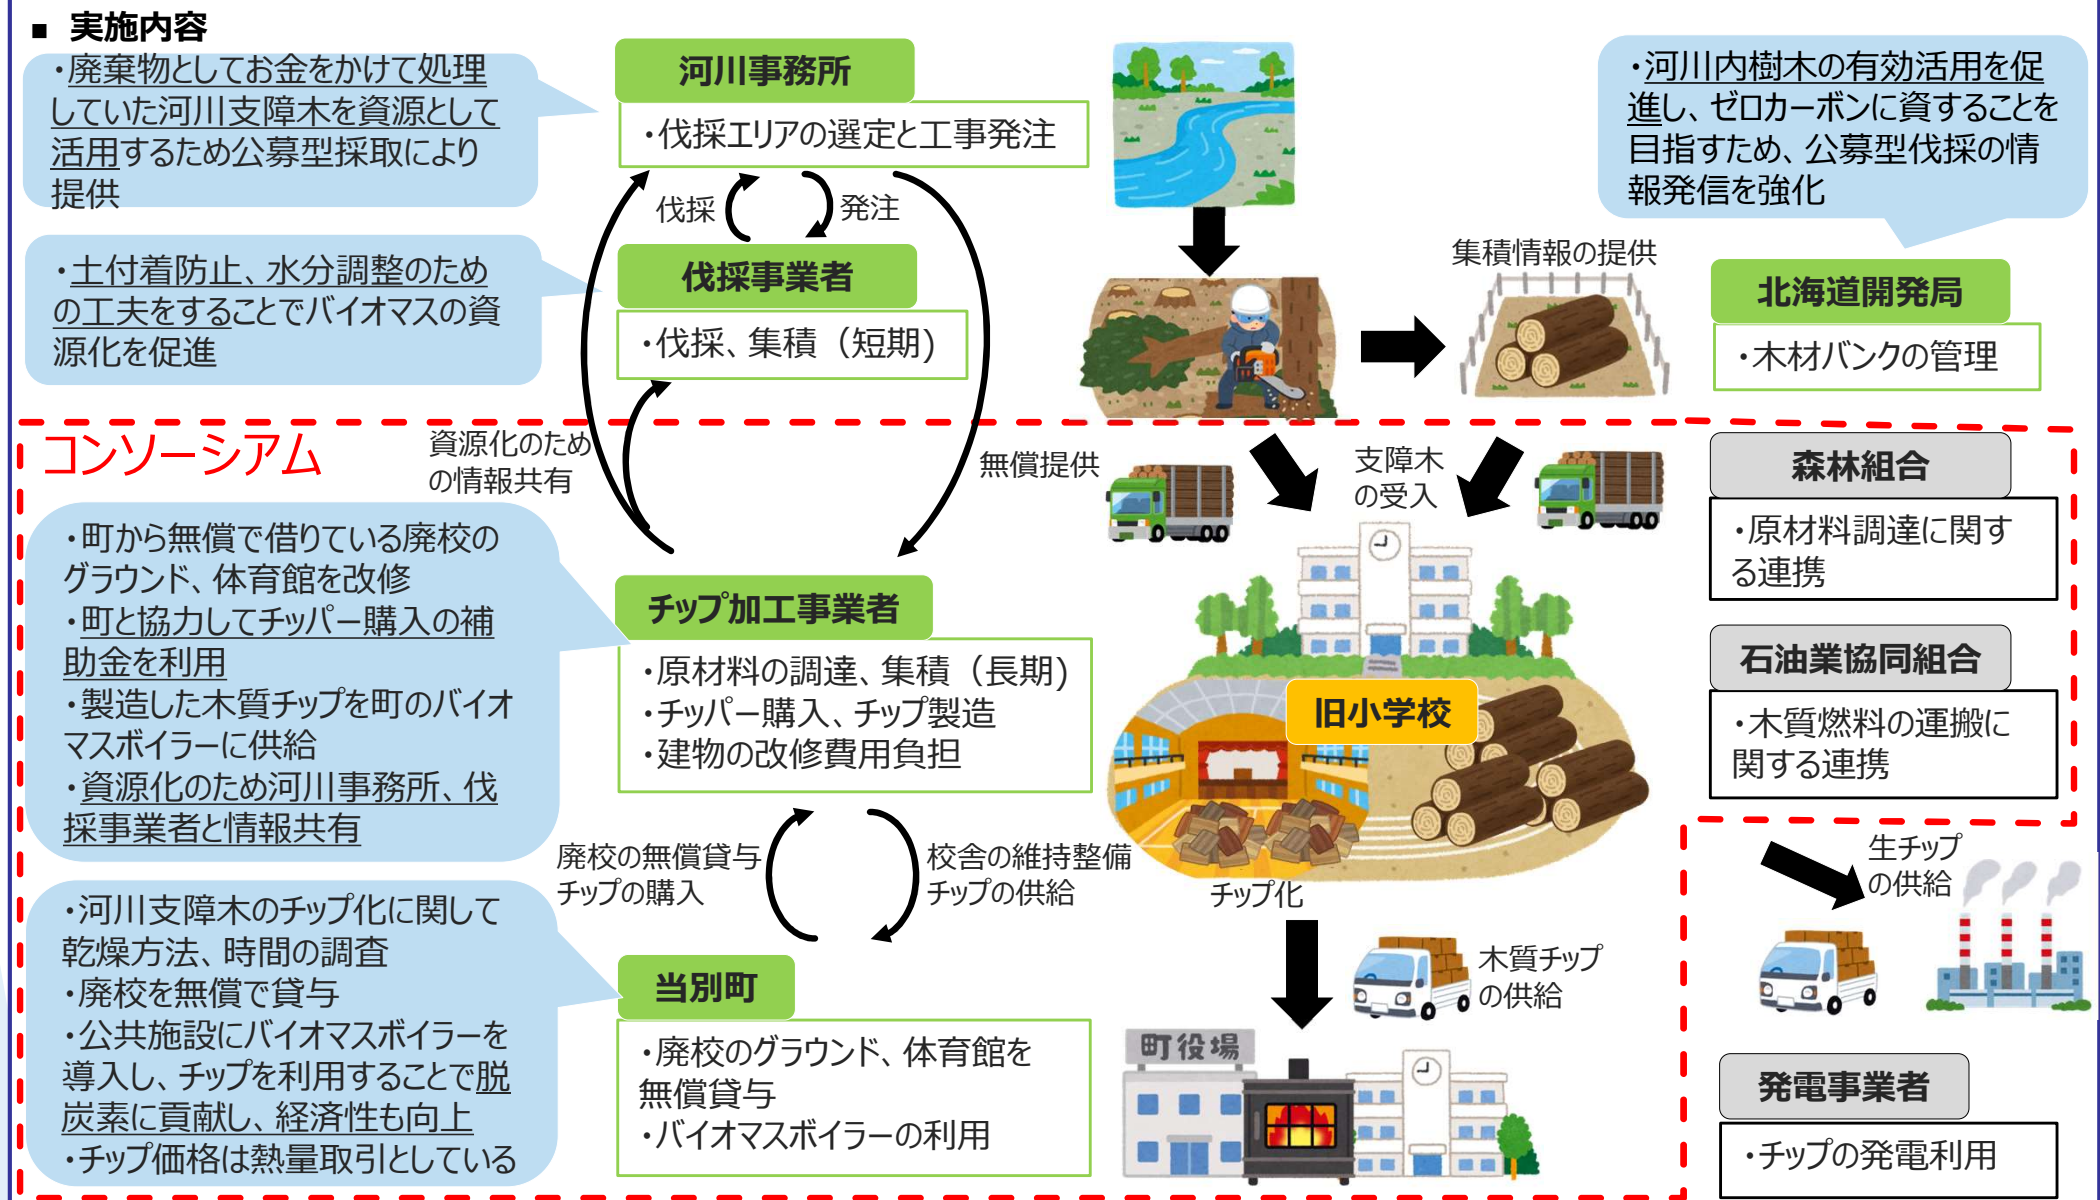 ■ 実施内容
・廃棄物としてお金をかけて処理
していた河川支障木を資源として
活用するため公募型採取により
提供
河川事務所
・伐採エリアの選定と工事発注
・河川内樹木の有効活用を促
進し、ゼロカーボンに資することを
目指すため、公募型伐採の情
報発信を強化
伐採
発注
・土付着防止、水分調整のため
の工夫をすることでバイオマスの資
源化を促進
伐採事業者
・伐採、集積（短期)
集積情報の提供
北海道開発局
・木材バンクの管理
コンソーシアム
資源化のため
の情報共有
無償提供
支障木
の受入
森林組合
・原材料調達に関す
る連携
・町から無償で借りている廃校の
グラウンド、体育館を改修
・町と協力してチッパー購入の補
助金を利用
・製造した木質チップを町のバイオ
マスボイラーに供給
・資源化のため河川事務所、伐
採事業者と情報共有
チップ加工事業者
・原材料の調達、集積（長期)
・チッパー購入、チップ製造
・建物の改修費用負担
旧小学校
石油業協同組合
・木質燃料の運搬に
関する連携
廃校の無償貸与
チップの購入
校舎の維持整備
チップの供給
チップ化
生チップ
の供給
・河川支障木のチップ化に関して
乾燥方法、時間の調査
・廃校を無償で貸与
・公共施設にバイオマスボイラーを
導入し、チップを利用することで脱
炭素に貢献し、経済性も向上
・チップ価格は熱量取引としている
当別町
・廃校のグラウンド、体育館を
無償貸与
・バイオマスボイラーの利用
木質チップ
の供給
町役場
発電事業者
・チップの発電利用